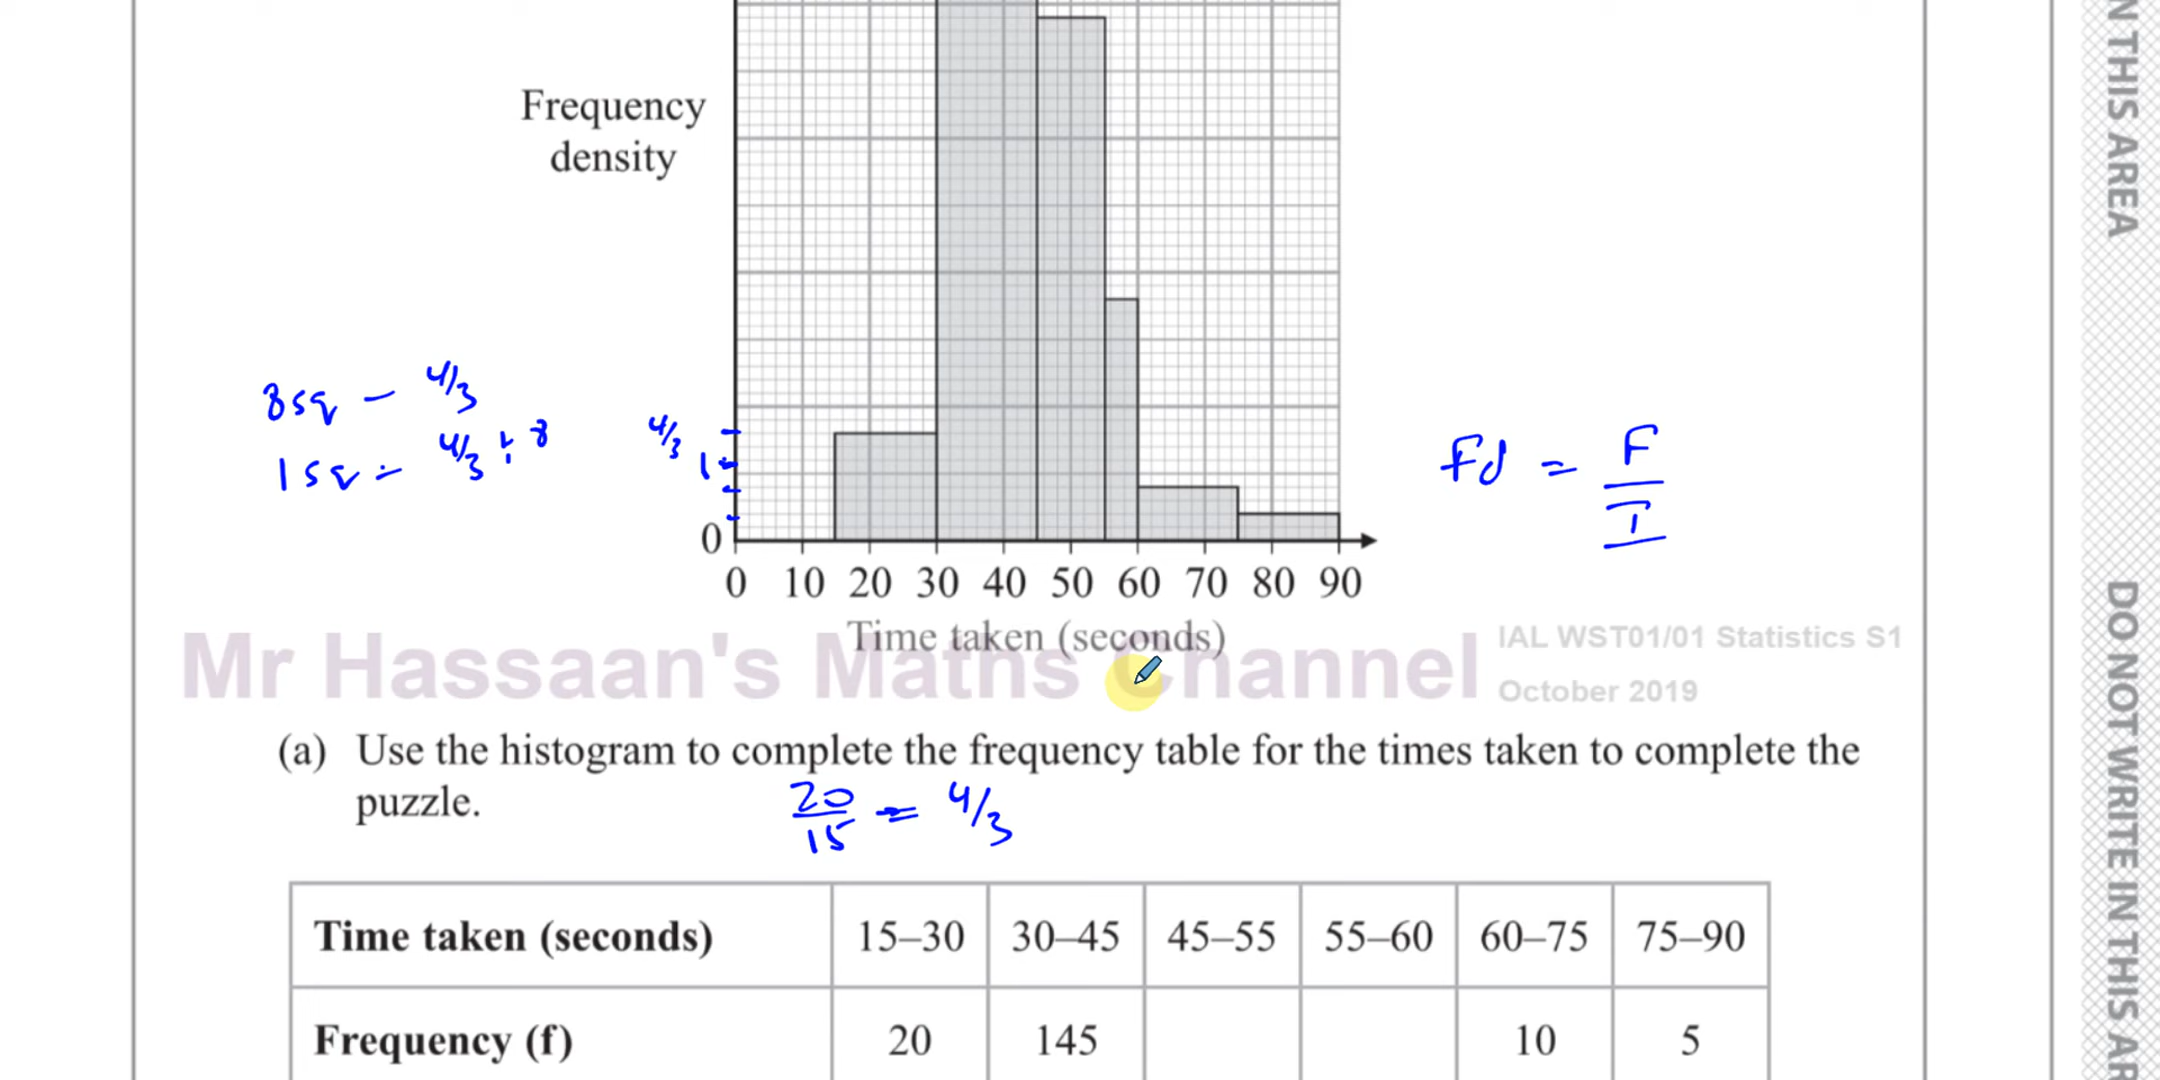 Frequency
density
8sq - 4/3
1sq ÷ 4/3 ÷ 8
4/3
1
0
Fd = F/I
0 10 20 30 40 50 60 70 80 90
Time taken (seconds)
Mr Hassaan's Maths Channel
IAL WST01/01 Statistics S1
October 2019
(a) Use the histogram to complete the frequency table for the times taken to complete the
puzzle.
20/15 = 4/3
Time taken (seconds) 15–30 30–45 45–55 55–60 60–75 75–90
Frequency (f) 20 145 10 5
N THIS AREA
DO NOT WRITE IN THIS AR